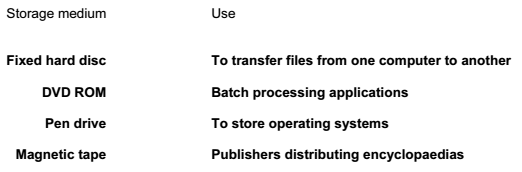 Storage medium Use
Fixed hard disc To transfer files from one computer to another
DVD ROM Batch processing applications
Pen drive To store operating systems
Magnetic tape Publishers distributing encyclopaedias